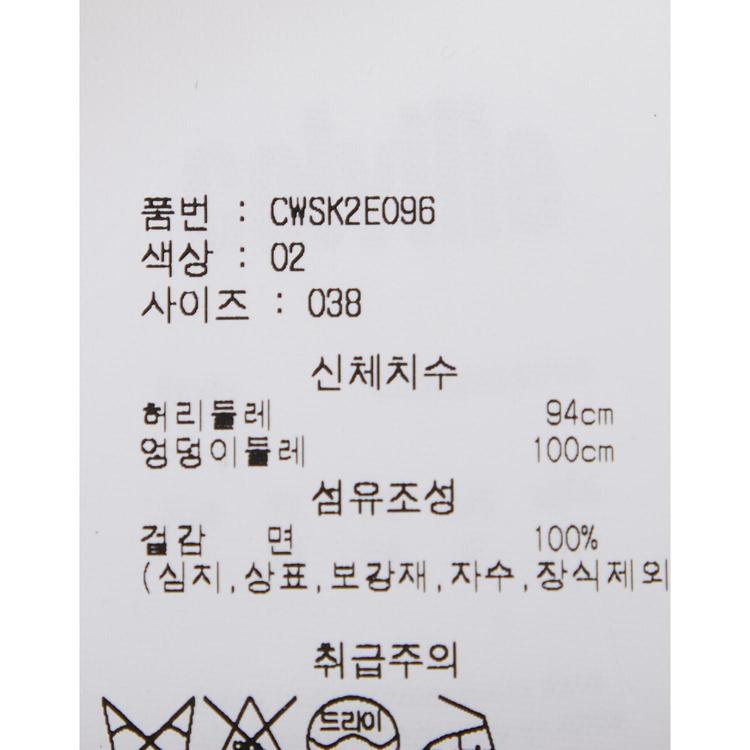 품번 : CWSK2E096
색상 : 02
사이즈 : 038
신체치수
허리둘레 94cm
엉덩이둘레 100cm
섬유조성
겉감 면 100%
(심지,상표,보강재,자수,장식제외
취급주의
드라이